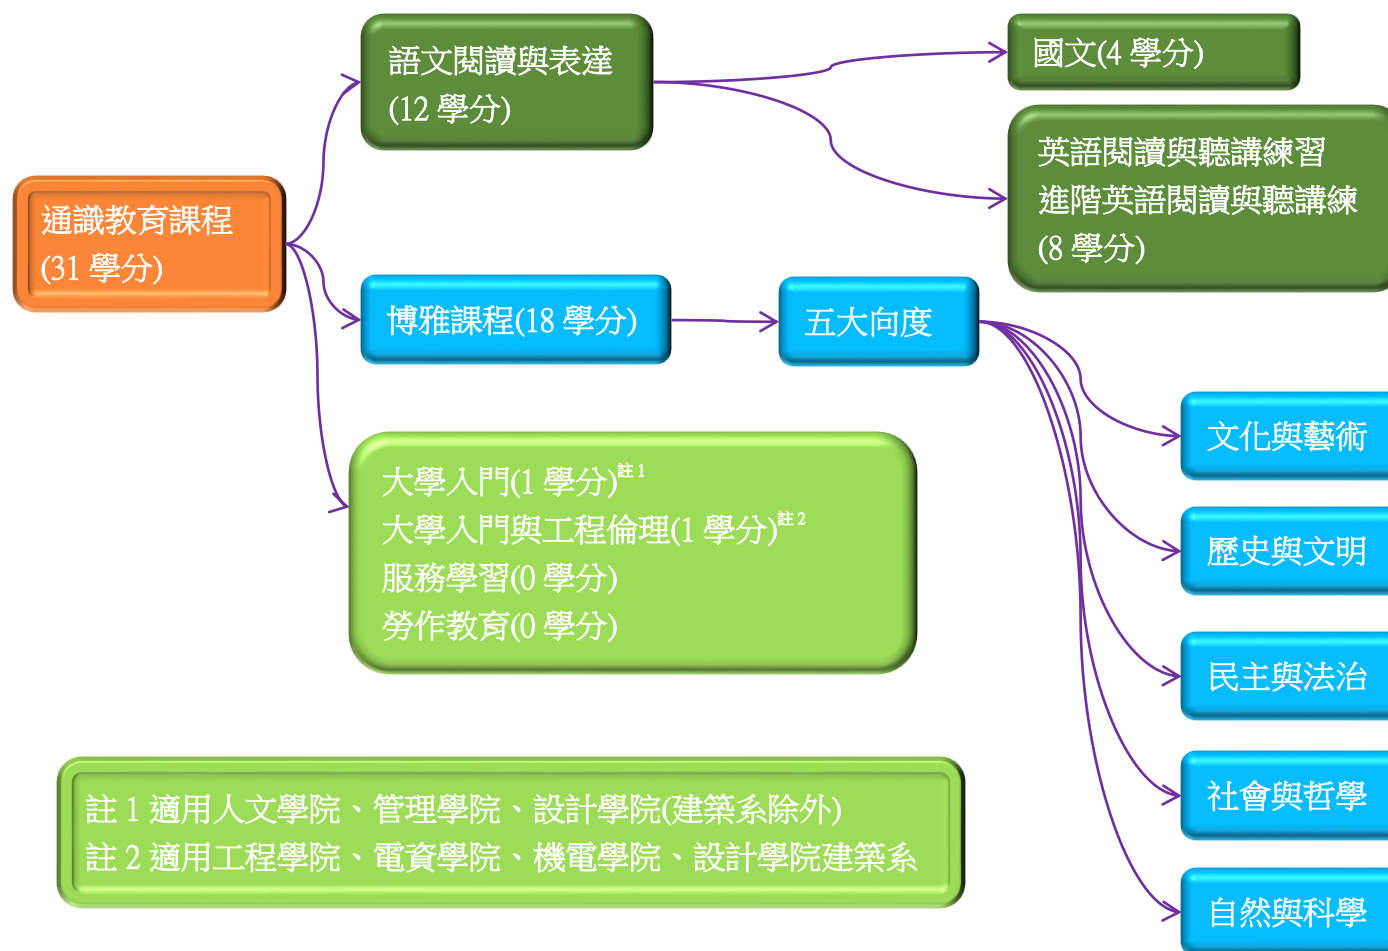 通識教育課程
(31 學分)
語文閱讀與表達
(12 學分)
國文(4 學分)
英語閱讀與聽講練習
進階英語閱讀與聽講練
(8 學分)
博雅課程(18 學分)
五大向度
文化與藝術
歷史與文明
民主與法治
社會與哲學
自然與科學
大學入門(1 學分)註 1
大學入門與工程倫理(1 學分)註 2
服務學習(0 學分)
勞作教育(0 學分)
註 1 適用人文學院、管理學院、設計學院(建築系除外)
註 2 適用工程學院、電資學院、機電學院、設計學院建築系